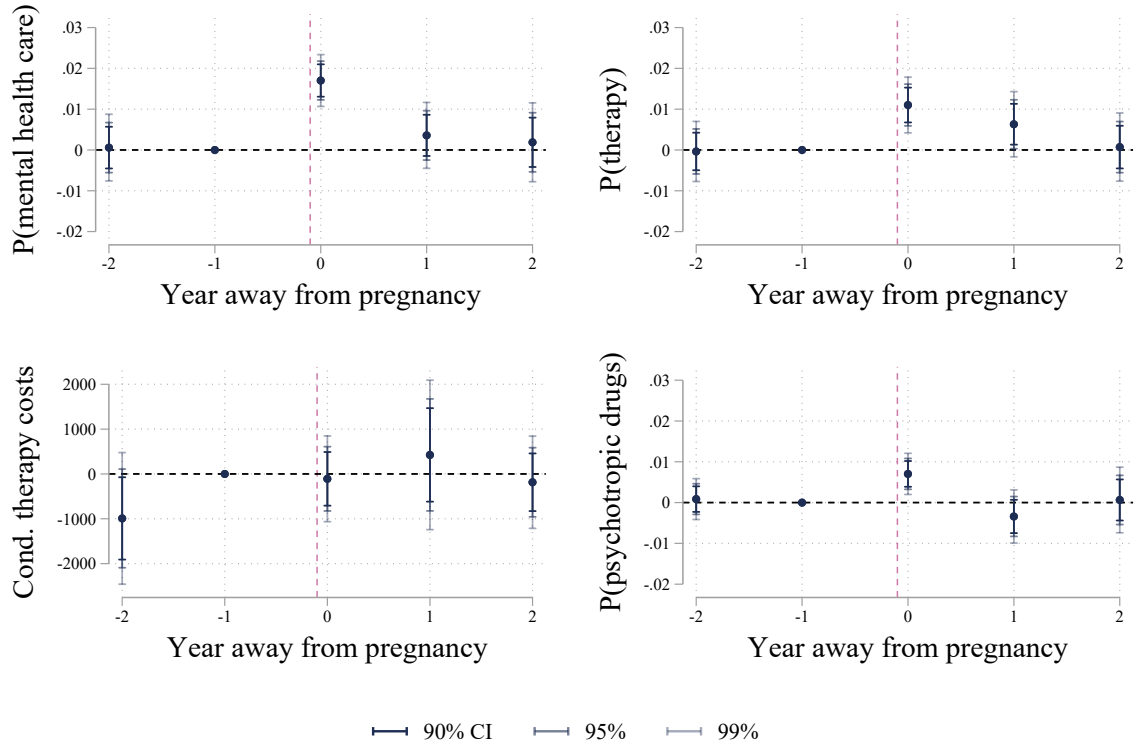 P(mental health care)
.03
.02
.01
0
-.01
-.02
-2 -1 0 1 2
Year away from pregnancy
P(therapy)
.03
.02
.01
0
-.01
-.02
-2 -1 0 1 2
Year away from pregnancy
Cond. therapy costs
2000
1000
0
-1000
-2000
-2 -1 0 1 2
Year away from pregnancy
P(psychotropic drugs)
.03
.02
.01
0
-.01
-.02
-2 -1 0 1 2
Year away from pregnancy
90% CI 95% 99%